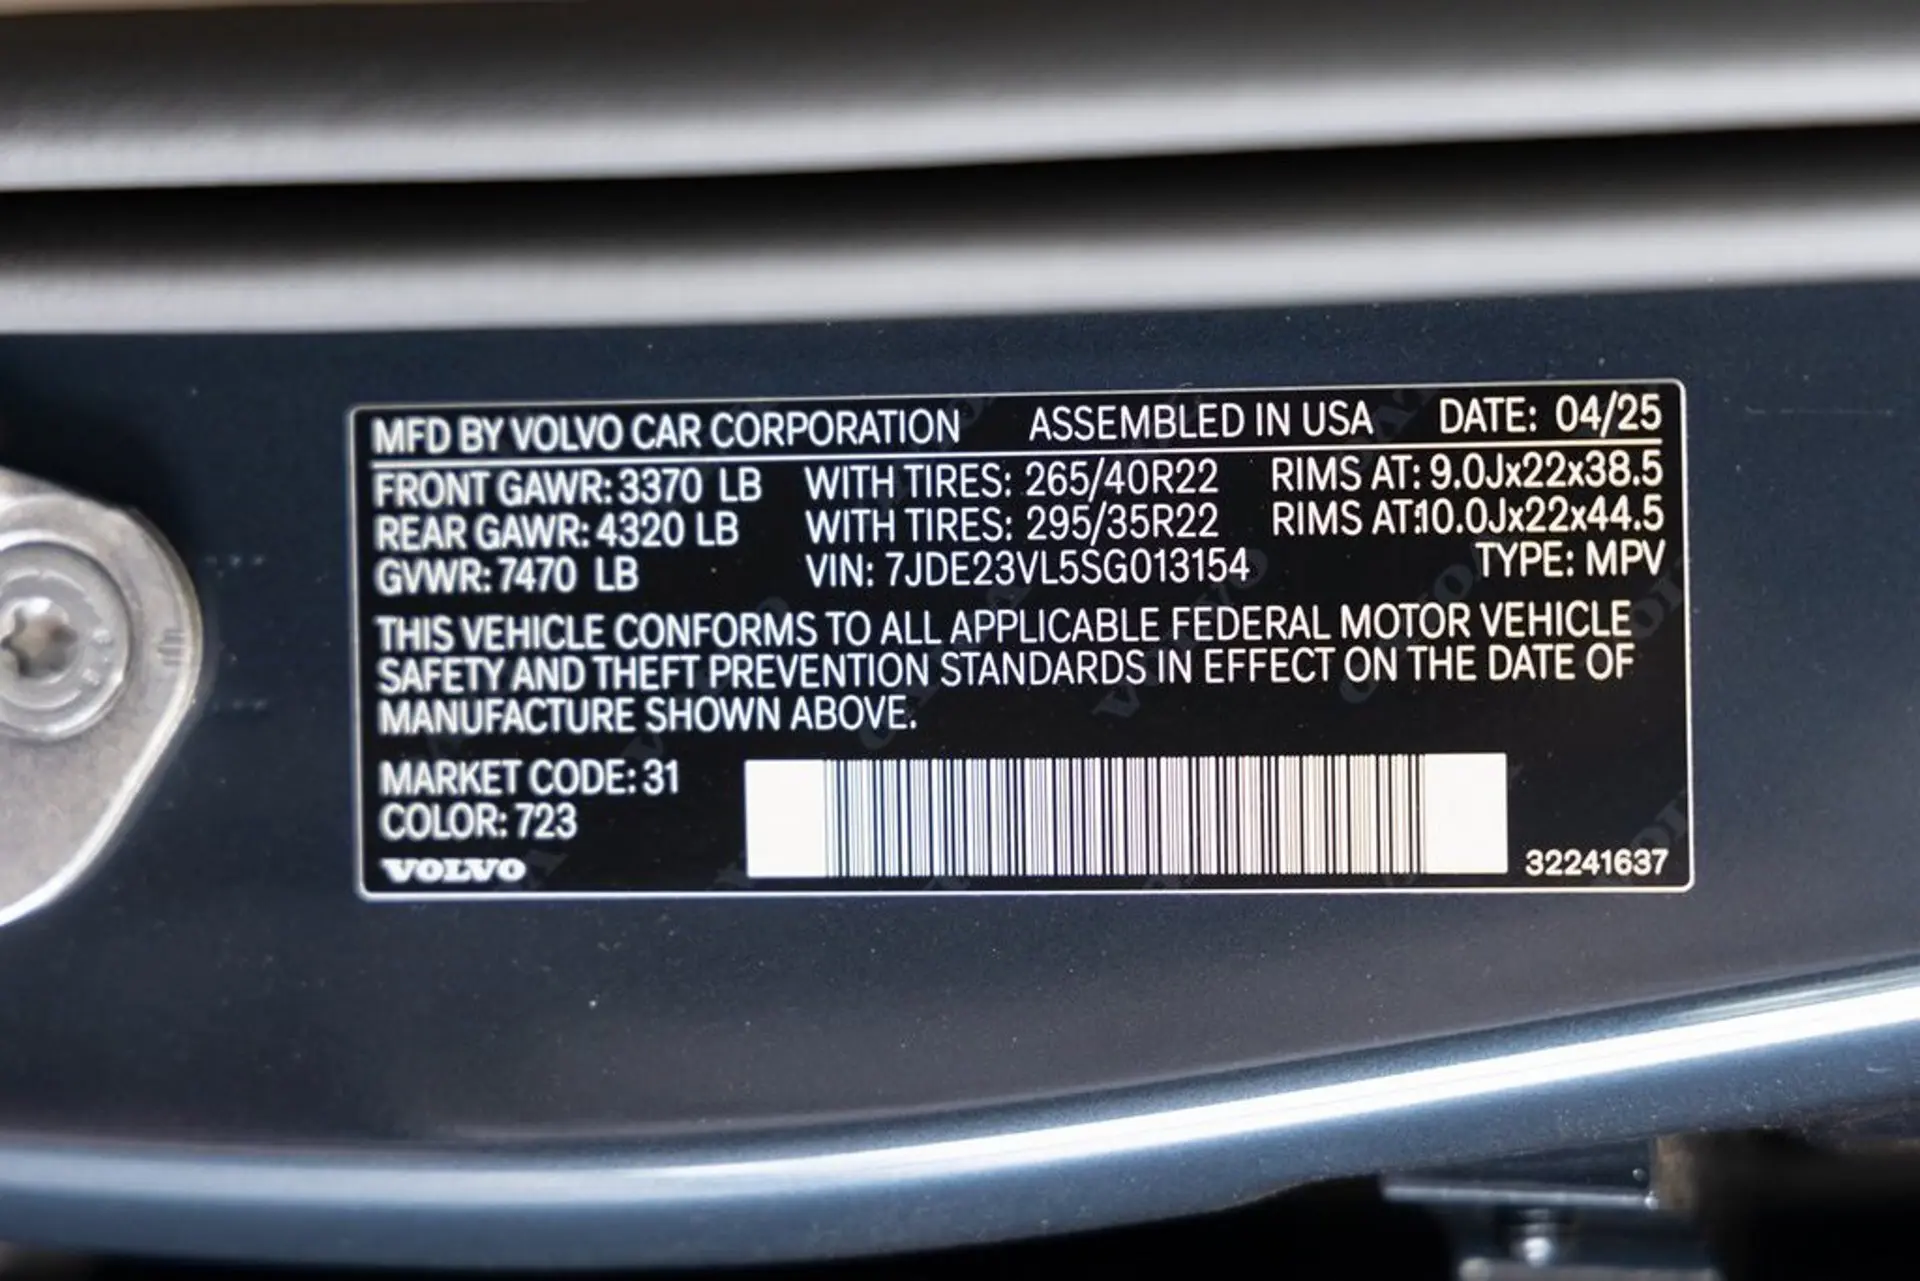 MFD BY VOLVO CAR CORPORATION ASSEMBLED IN USA DATE: 04/25
FRONT GAWR: 3370 LB WITH TIRES: 265/40R22 RIMS AT: 9.0Jx22x38.5
REAR GAWR: 4320 LB WITH TIRES: 295/35R22 RIMS AT:10.0Jx22x44.5
GVWR: 7470 LB VIN: 7JDE23VL5SG013154 TYPE: MPV
THIS VEHICLE CONFORMS TO ALL APPLICABLE FEDERAL MOTOR VEHICLE
SAFETY AND THEFT PREVENTION STANDARDS IN EFFECT ON THE DATE OF
MANUFACTURE SHOWN ABOVE.
MARKET CODE: 31
COLOR: 723
VOLVO
32241637